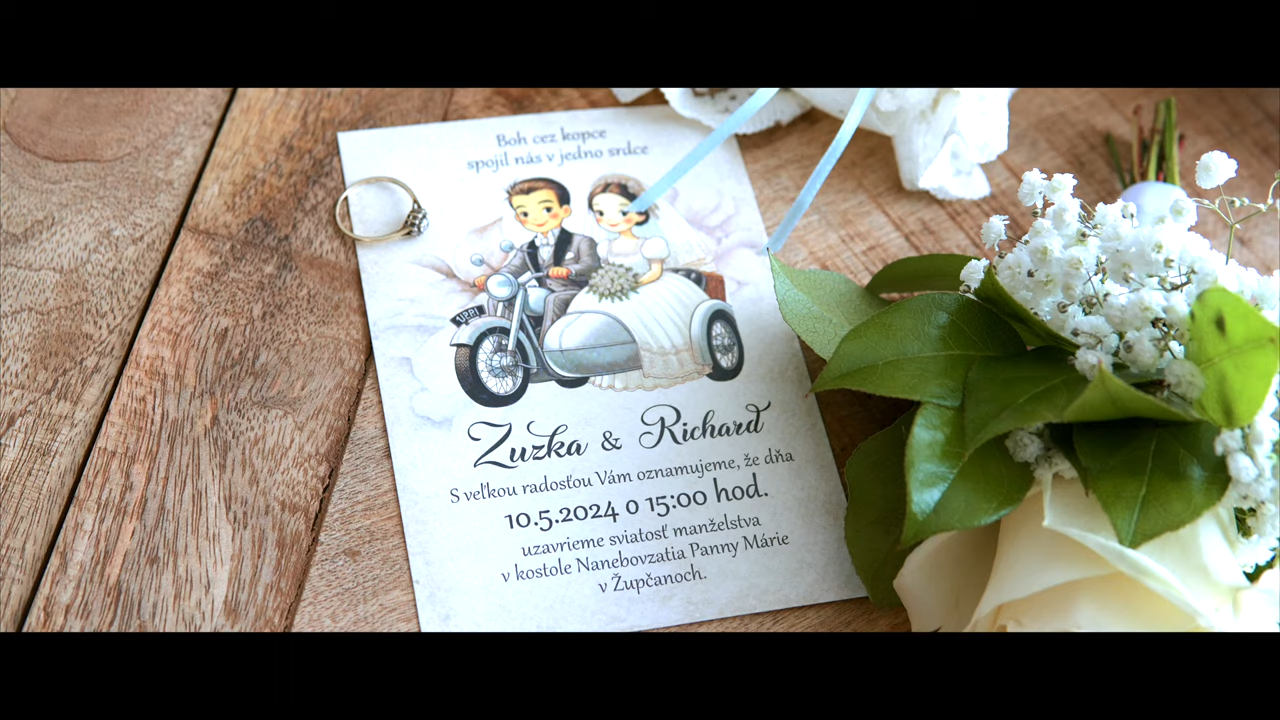 Boh cez kopce
spojil nás v jedno srdce
Zuzka & Richard
S veľkou radosťou Vám oznamujeme, že dňa
10.5.2024 o 15:00 hod.
uzavrieme sviatosť manželstva
v kostole Nanebovzatia Panny Márie
v Župčanoch.